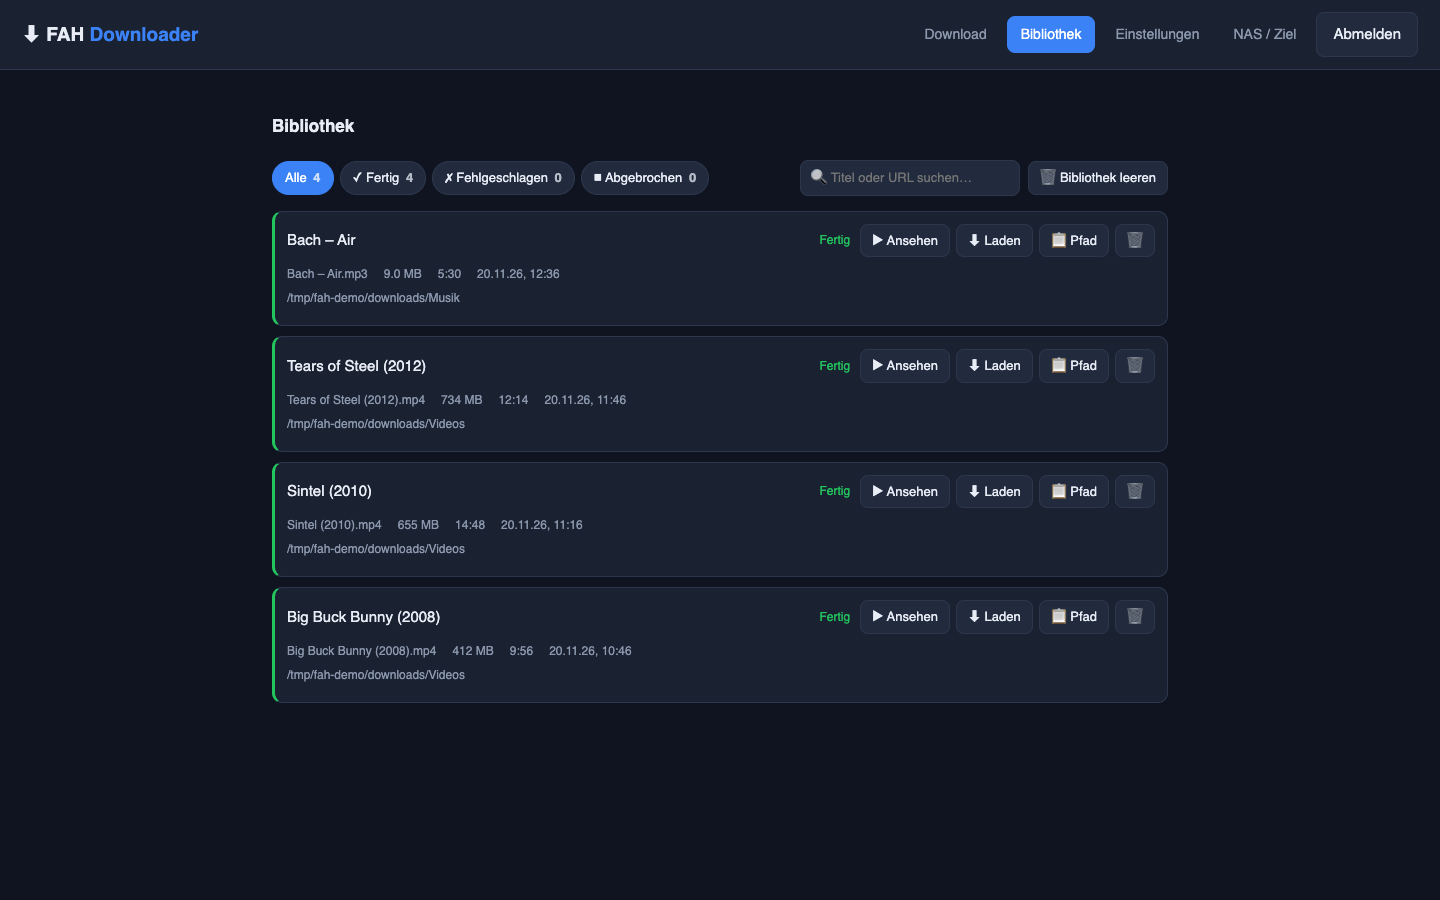 ⬇ FAH Downloader
Download Bibliothek Einstellungen NAS / Ziel Abmelden
Bibliothek
Alle 4 ✓ Fertig 4 ✗ Fehlgeschlagen 0 ■ Abgebrochen 0 🔍 Titel oder URL suchen… 🗑 Bibliothek leeren
Bach – Air Fertig ▶ Ansehen ⬇ Laden 📋 Pfad 🗑
Bach – Air.mp3 9.0 MB 5:30 20.11.26, 12:36
/tmp/fah-demo/downloads/Musik
Tears of Steel (2012) Fertig ▶ Ansehen ⬇ Laden 📋 Pfad 🗑
Tears of Steel (2012).mp4 734 MB 12:14 20.11.26, 11:46
/tmp/fah-demo/downloads/Videos
Sintel (2010) Fertig ▶ Ansehen ⬇ Laden 📋 Pfad 🗑
Sintel (2010).mp4 655 MB 14:48 20.11.26, 11:16
/tmp/fah-demo/downloads/Videos
Big Buck Bunny (2008) Fertig ▶ Ansehen ⬇ Laden 📋 Pfad 🗑
Big Buck Bunny (2008).mp4 412 MB 9:56 20.11.26, 10:46
/tmp/fah-demo/downloads/Videos